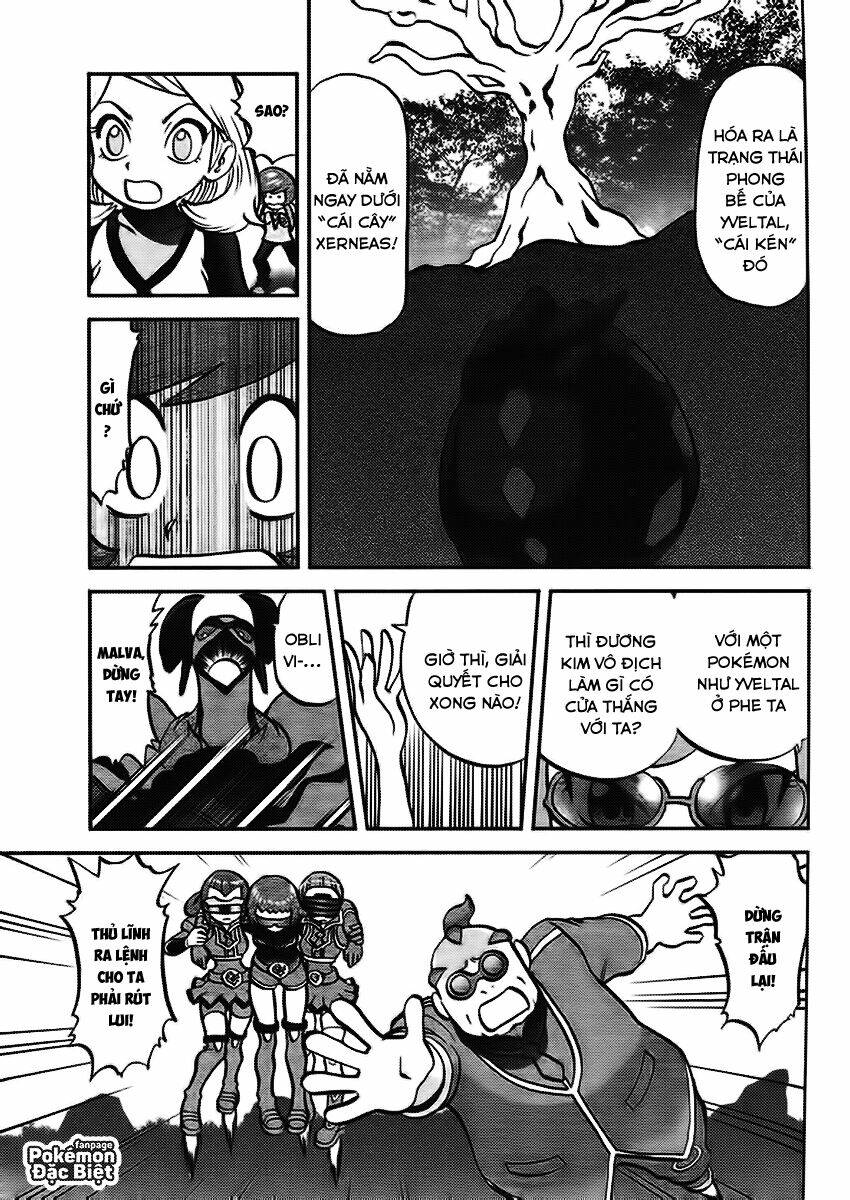 HÓA RA LÀ
TRẠNG THÁI
PHONG
BẾ CỦA
YVELTAL,
"CÁI KÉN"
ĐÓ
ĐÃ NẰM
NGAY DƯỚI
"CÁI CÂY"
XERNEAS!
SAO?
GÌ
CHỨ
?
VỚI MỘT
POKÉMON
NHƯ YVELTAL
Ở PHE TA
THÌ ĐƯƠNG
KIM VÔ ĐỊCH
LÀM GÌ CÓ
CỬA THẮNG
VỚI TA?
GIỜ THÌ, GIẢI
QUYẾT CHO
XONG NÀO!
OBLI
VI-...
MALVA,
DỪNG
TAY!
DỪNG
TRẬN
ĐẤU
LẠI!
THỦ LĨNH
RA LỆNH
CHO TA
PHẢI RÚT
LUI!
fanpage
Pokémon
Đặc Biệt